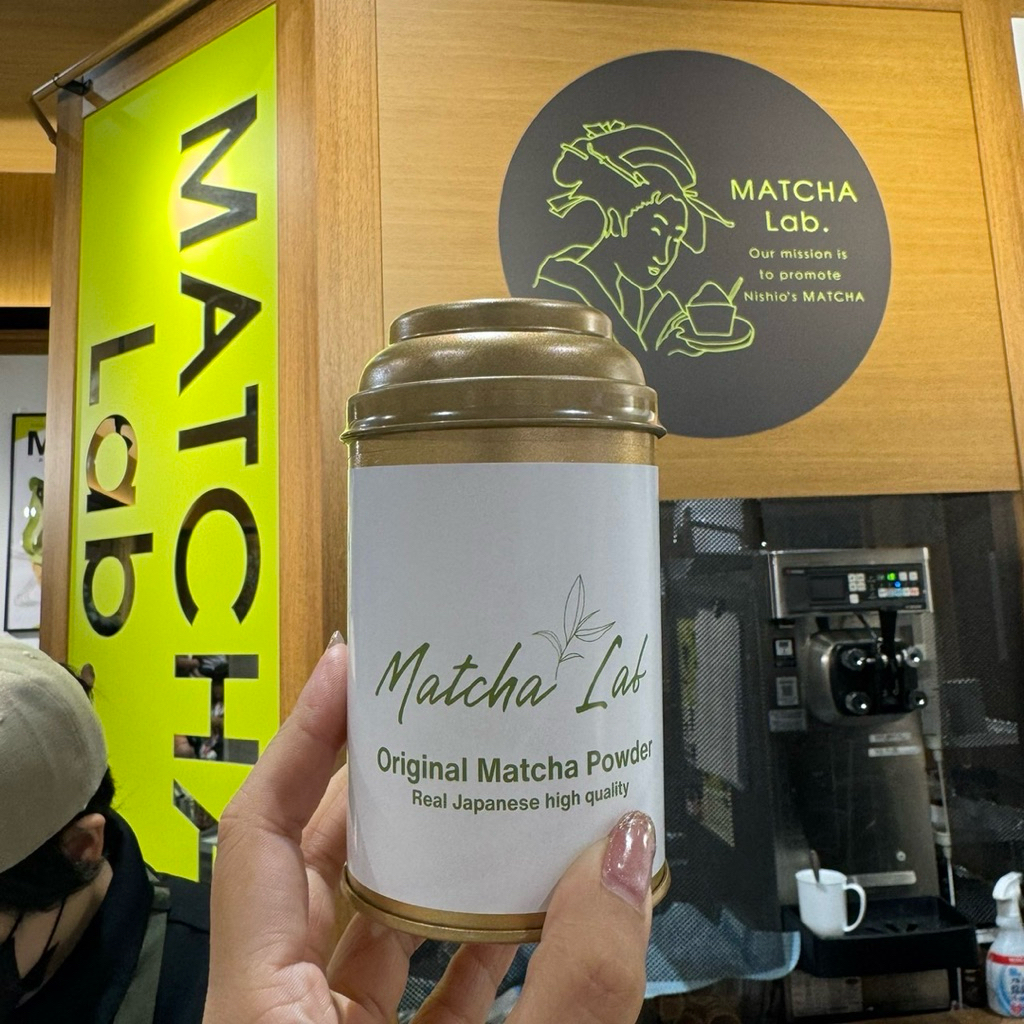 MATCHA
Lab
MATCHA
Lab.
Our mission is
to promote
Nishio's MATCHA
Matcha Lab
Original Matcha Powder
Real Japanese high quality